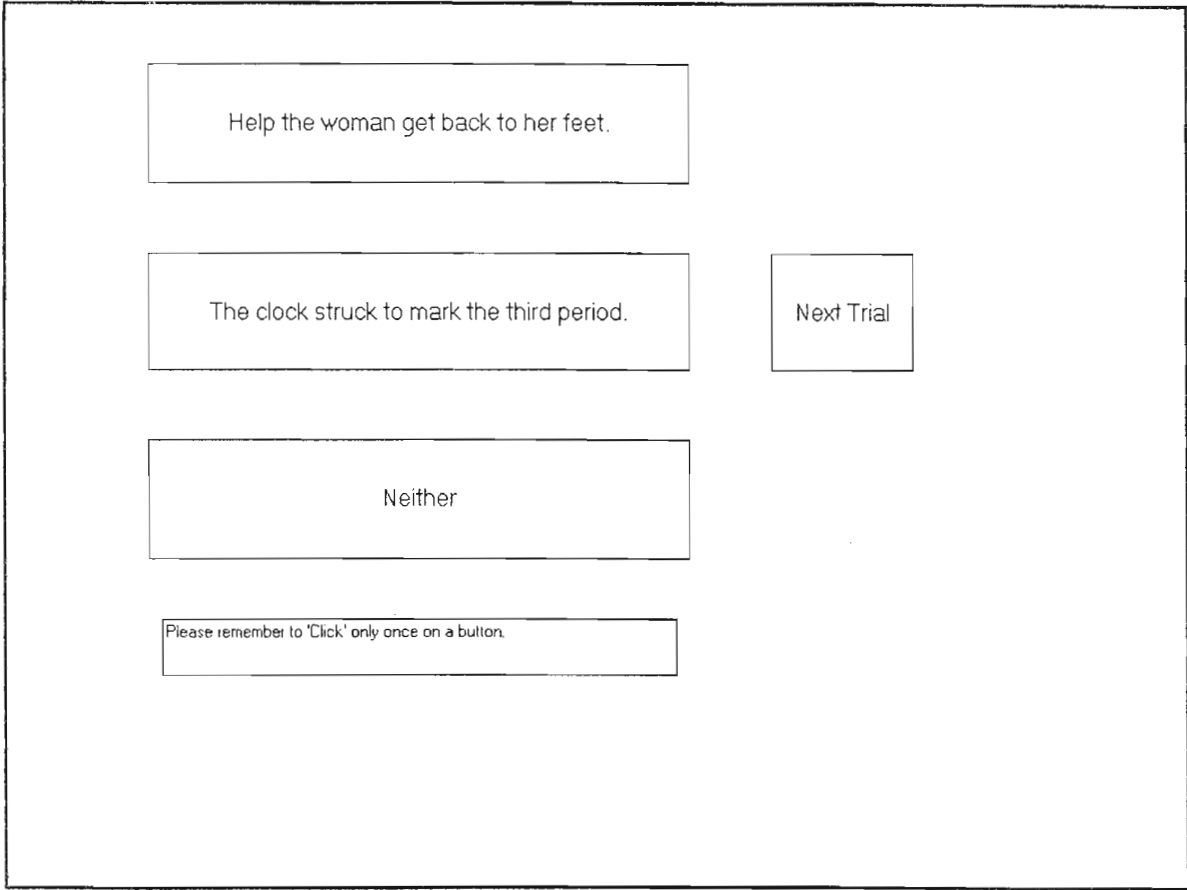 Help the woman get back to her feet.
The clock struck to mark the third period.
Next Trial
Neither
Please remember to 'Click' only once on a button.